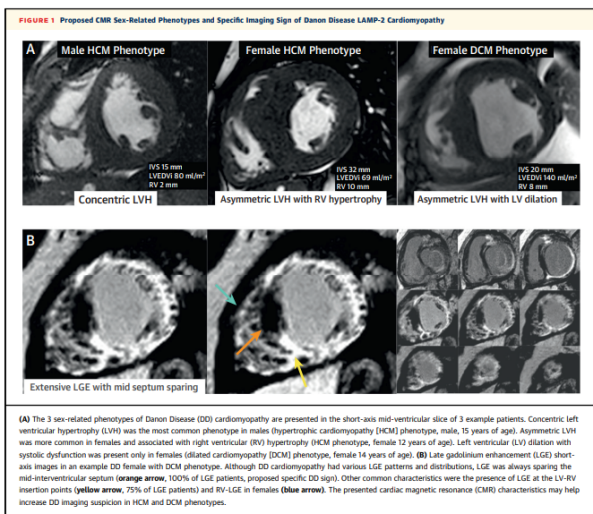 FIGURE 1 Proposed CMR Sex-Related Phenotypes and Specific Imaging Sign of Danon Disease LAMP-2 Cardiomyopathy
A
Male HCM Phenotype
IVS 15 mm
LVEDVi 80 ml/m²
RV 2 mm
Concentric LVH
Female HCM Phenotype
IVS 32 mm
LVEDVi 69 ml/m²
RV 10 mm
Asymmetric LVH with RV hypertrophy
Female DCM Phenotype
IVS 20 mm
LVEDVi 140 ml/m²
RV 8 mm
Asymmetric LVH with LV dilation
B
Extensive LGE with mid septum sparing
(A) The 3 sex-related phenotypes of Danon Disease (DD) cardiomyopathy are presented in the short-axis mid-ventricular slice of 3 example patients. Concentric left
ventricular hypertrophy (LVH) was the most common phenotype in males (hypertrophic cardiomyopathy [HCM] phenotype, male, 15 years of age). Asymmetric LVH
was more common in females and associated with right ventricular (RV) hypertrophy (HCM phenotype, female 12 years of age). Left ventricular (LV) dilation with
systolic dysfunction was present only in females (dilated cardiomyopathy [DCM] phenotype, female 14 years of age). (B) Late gadolinium enhancement (LGE) short-
axis images in an example DD female with DCM phenotype. Although DD cardiomyopathy had various LGE patterns and distributions, LGE was always sparing the
mid-interventricular septum (orange arrow, 100% of LGE patients, proposed specific DD sign). Other common characteristics were the presence of LGE at the LV-RV
insertion points (yellow arrow, 75% of LGE patients) and RV-LGE in females (blue arrow). The presented cardiac magnetic resonance (CMR) characteristics may help
increase DD imaging suspicion in HCM and DCM phenotypes.